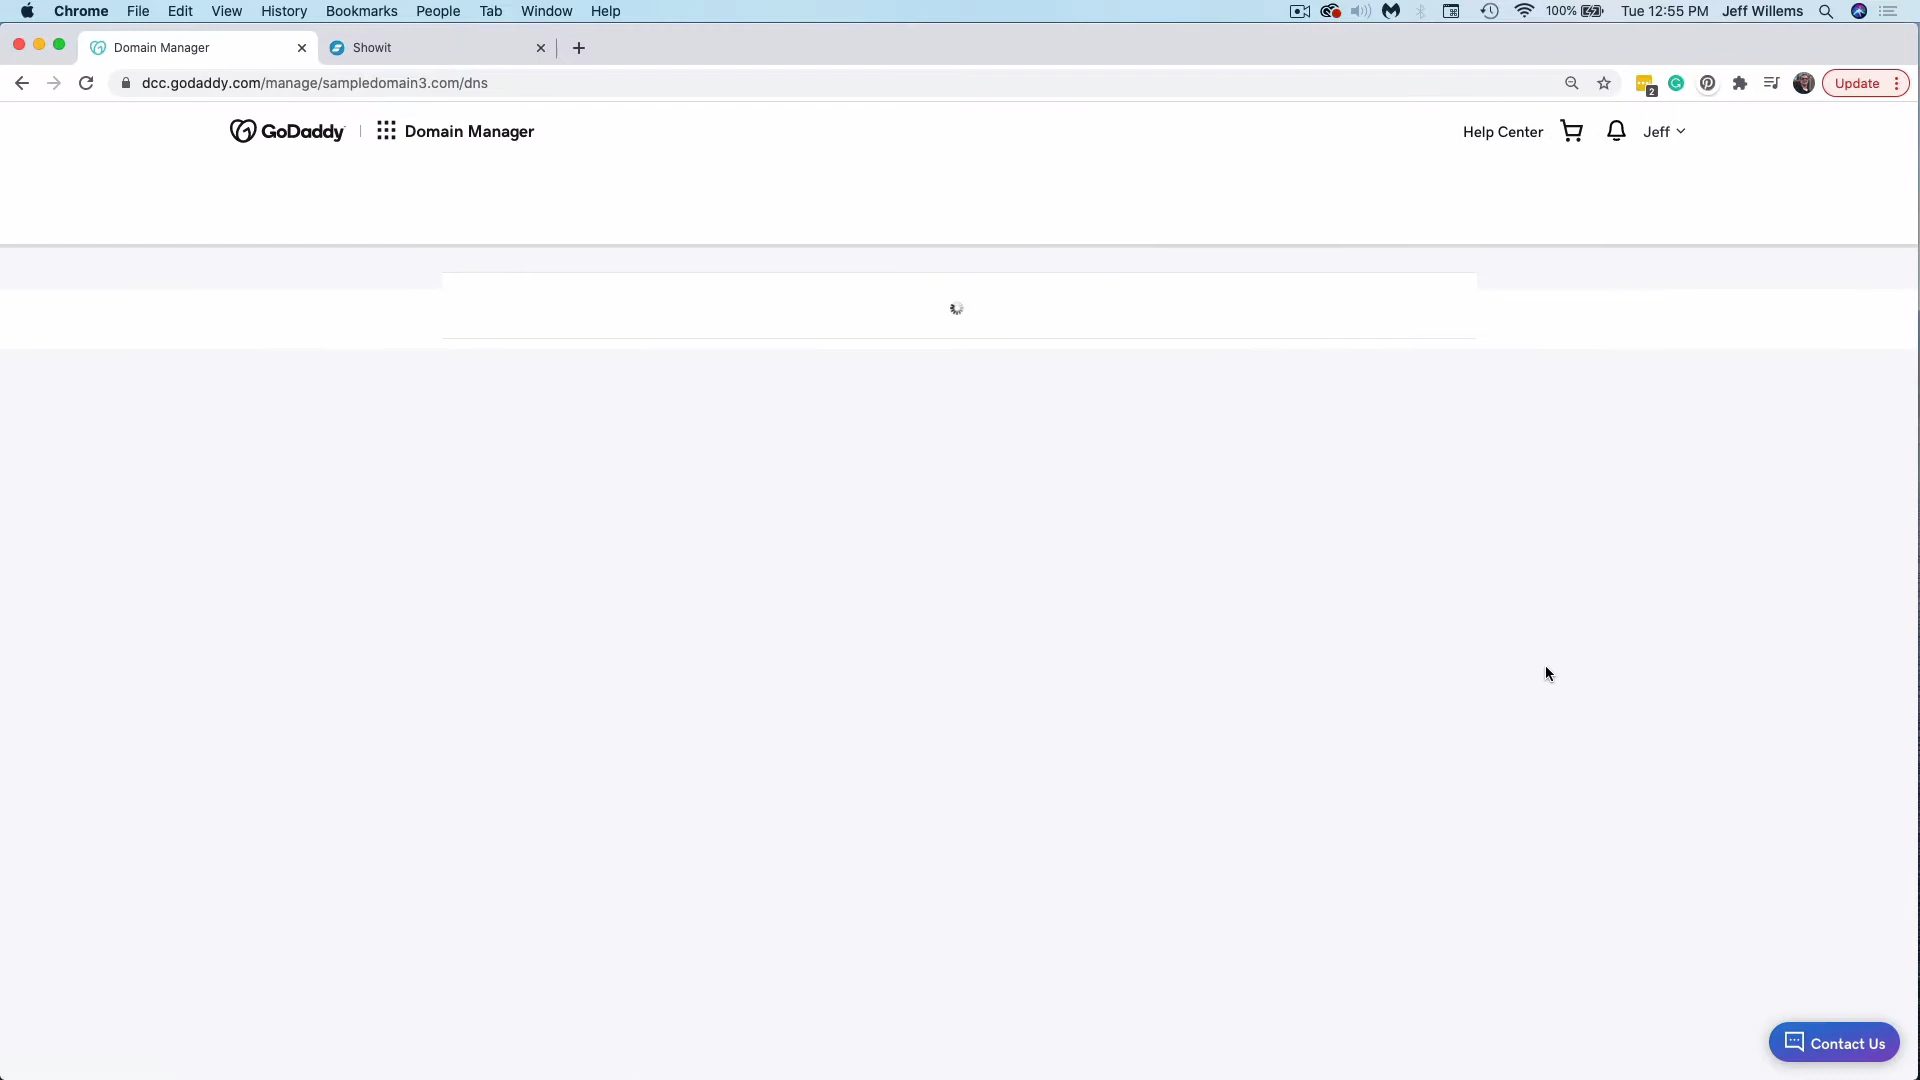 Chrome File Edit View History Bookmarks People Tab Window Help 100% Tue 12:55 PM Jeff Willems
Domain Manager Showit
dcc.godaddy.com/manage/sampledomain3.com/dns 2 Update
GoDaddy Domain Manager Help Center Jeff
Contact Us